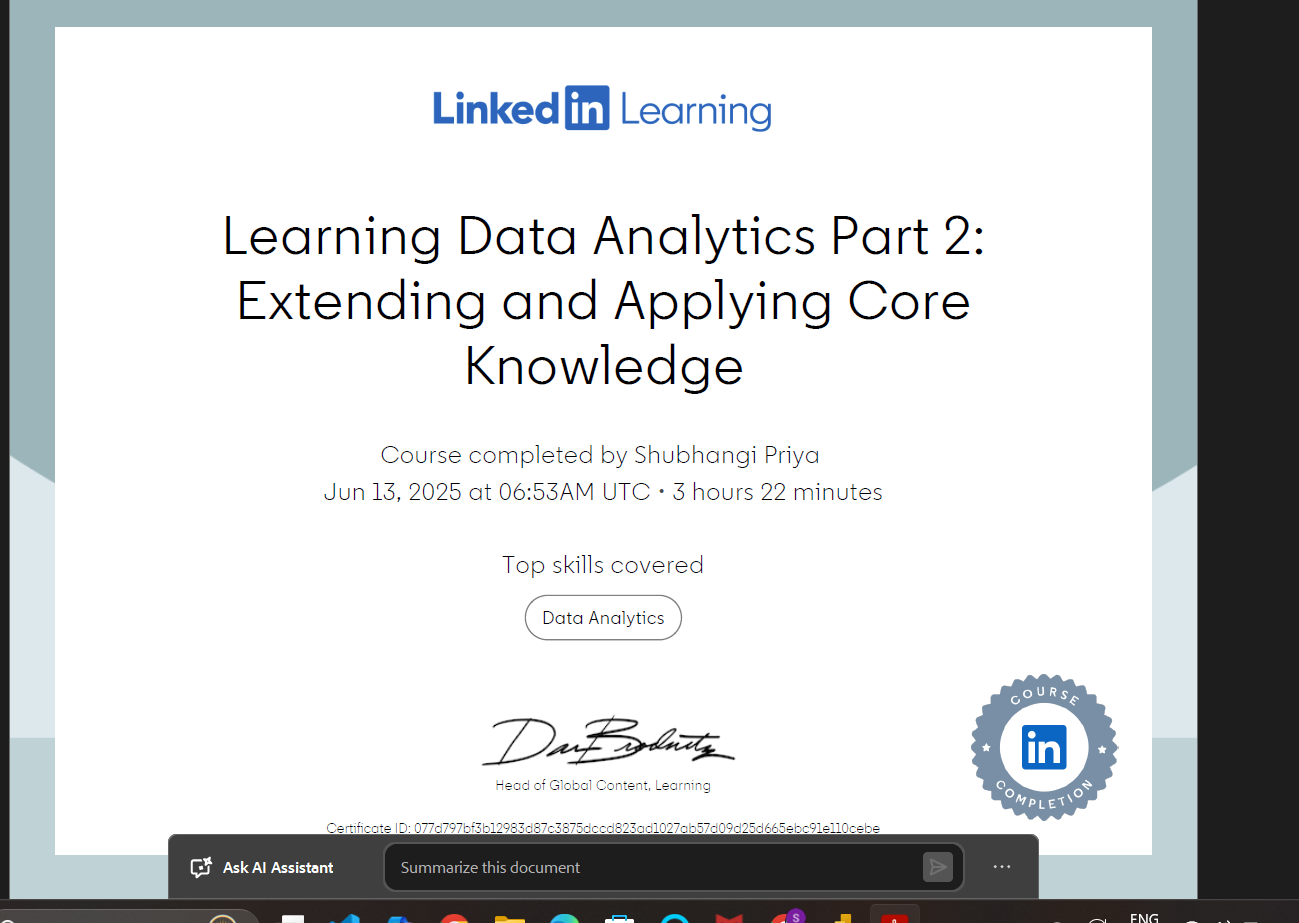 Linked in Learning
Learning Data Analytics Part 2:
Extending and Applying Core
Knowledge
Course completed by Shubhangi Priya
Jun 13, 2025 at 06:53AM UTC • 3 hours 22 minutes
Top skills covered
Data Analytics
Dan Brodnitz
Head of Global Content, Learning
COURSE
in
COMPLETION
Certificate ID: 077d797bf3b12983d87c3875dccd823ad1027ab57d09d25d665ebc91e110cebe
Ask AI Assistant
Summarize this document
S
ENG